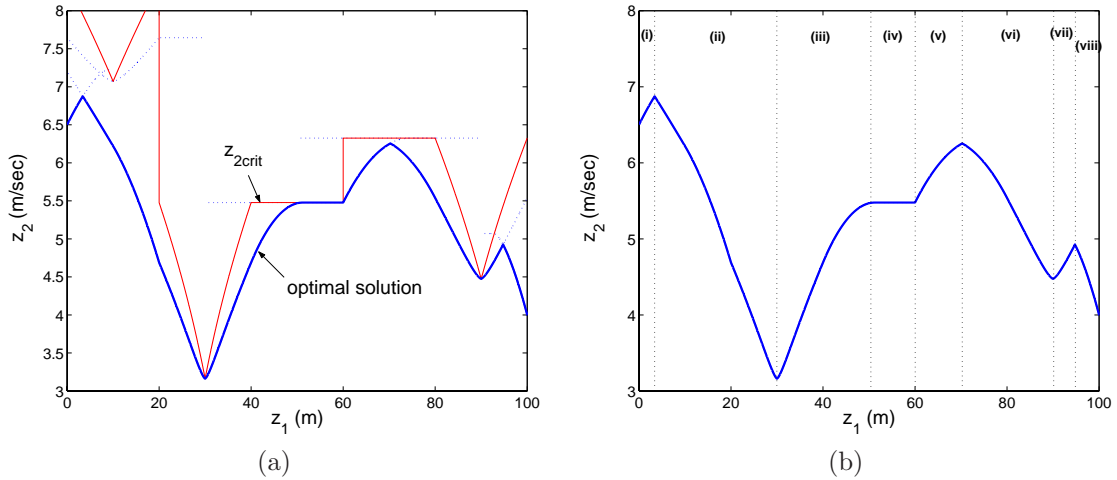 8
7.5
7
6.5
6
5.5
5
4.5
4
3.5
3
0 20 40 60 80 100
z2 (m/sec)
z1 (m)
z2crit
optimal solution
(a)
8
7
6
5
4
3
0 20 40 60 80 100
z2 (m/sec)
z1 (m)
(i) (ii) (iii) (iv) (v) (vi) (vii) (viii)
(b)